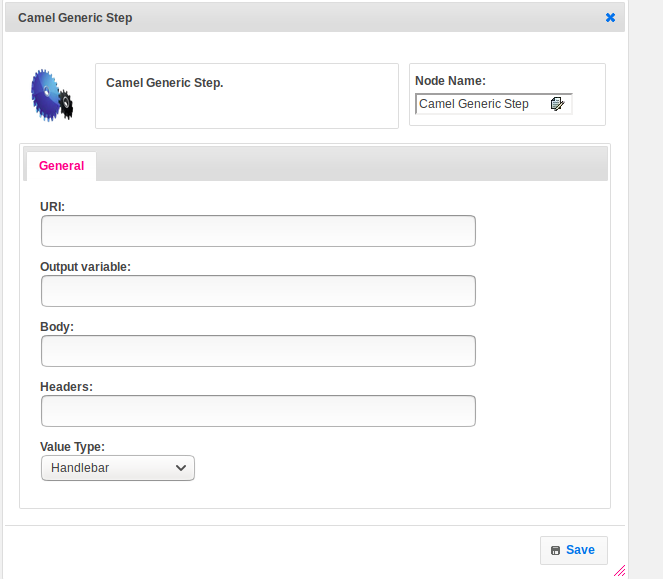 Camel Generic Step
Camel Generic Step.
Node Name:
Camel Generic Step
General
URI:
Output variable:
Body:
Headers:
Value Type:
Handlebar
Save